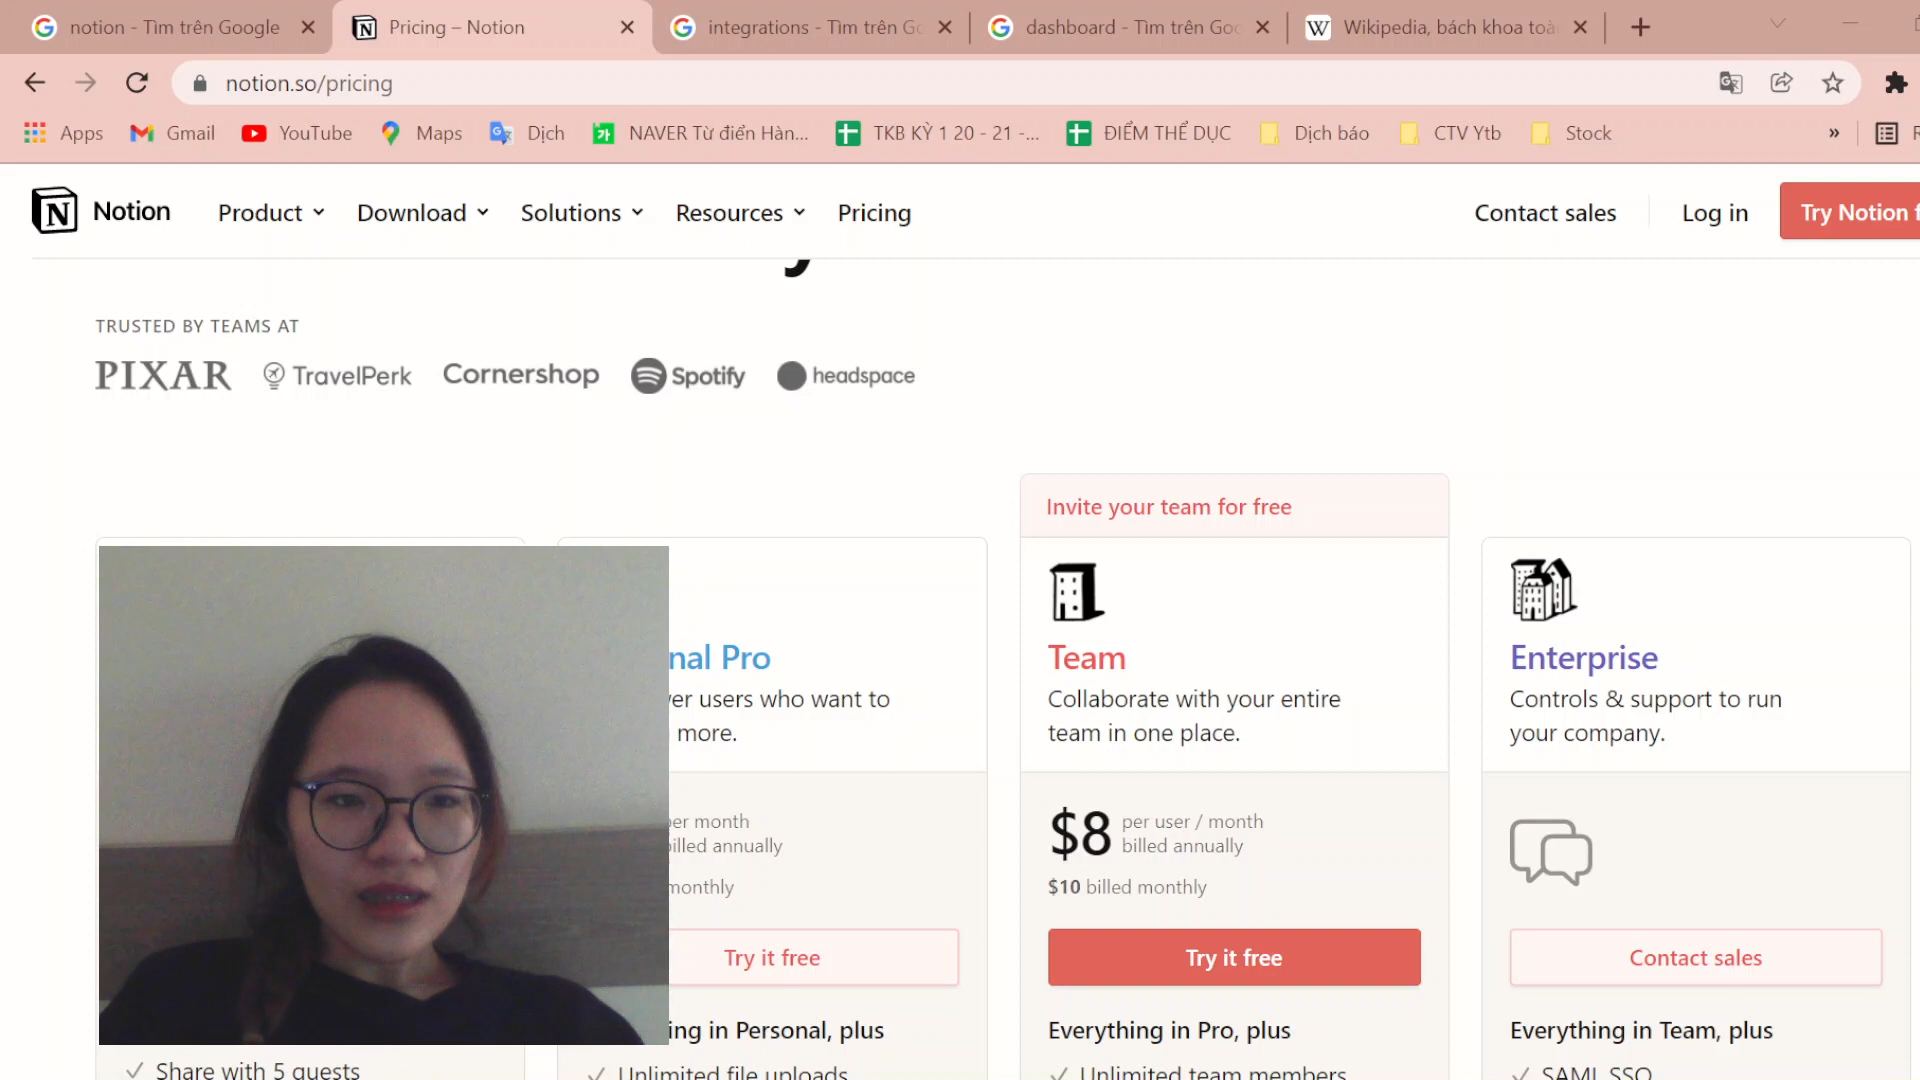 notion - Tìm trên Google
Pricing – Notion
integrations - Tìm trên Go
dashboard - Tìm trên Goo
Wikipedia, bách khoa toà
notion.so/pricing
Apps
Gmail
YouTube
Maps
Dịch
NAVER Từ điển Hàn...
TKB KỲ 1 20 - 21 -...
ĐIỂM THỂ DỤC
Dịch báo
CTV Ytb
Stock
»
Notion
Product
Download
Solutions
Resources
Pricing
Contact sales
Log in
Try Notion f
TRUSTED BY TEAMS AT
PIXAR
TravelPerk
Cornershop
Spotify
headspace
Invite your team for free
nal Pro
er users who want to
more.
per month
billed annually
monthly
Try it free
ing in Personal, plus
Unlimited file uploads
Share with 5 guests
Team
Collaborate with your entire
team in one place.
$8 per user / month
billed annually
$10 billed monthly
Try it free
Everything in Pro, plus
Unlimited team members
Enterprise
Controls & support to run
your company.
Contact sales
Everything in Team, plus
SAML SSO